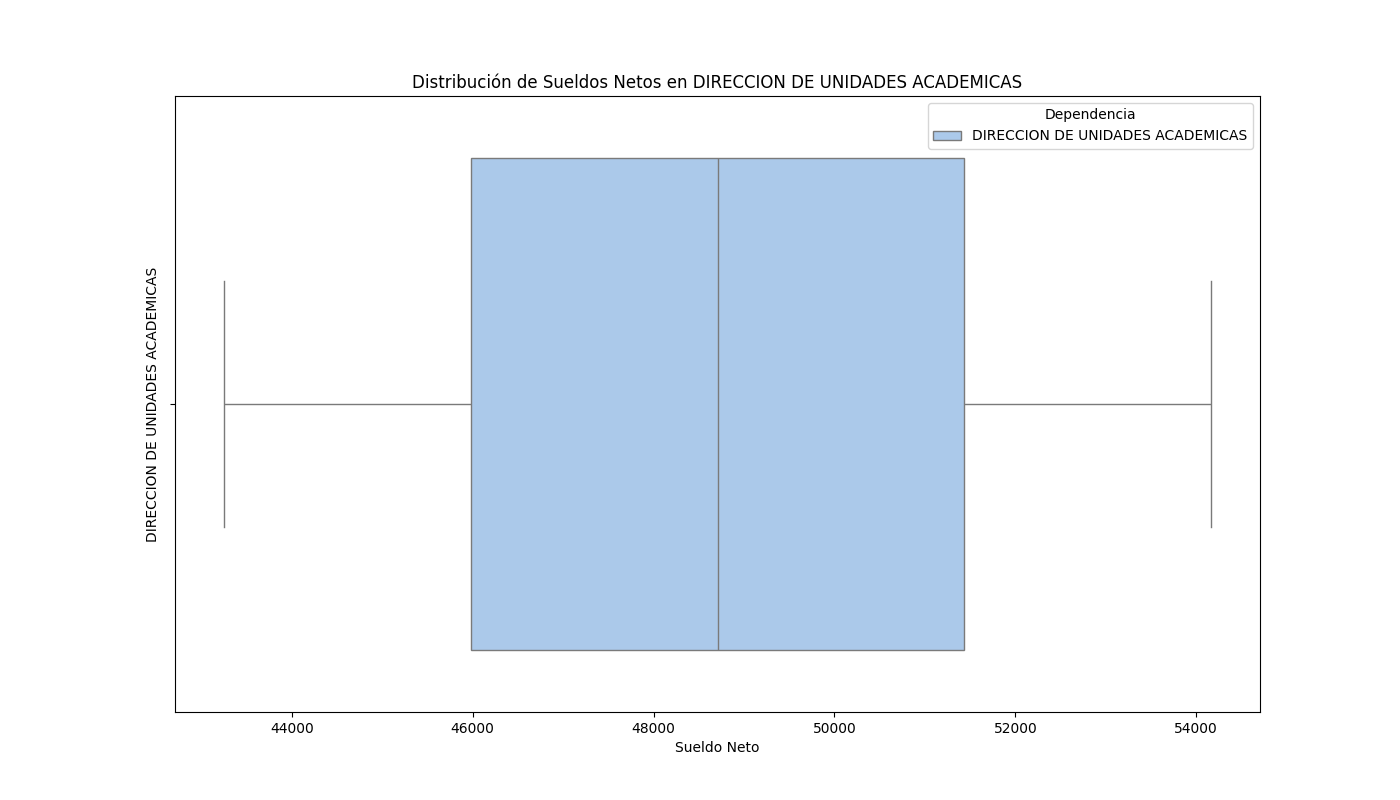 Distribución de Sueldos Netos en DIRECCION DE UNIDADES ACADEMICAS
Dependencia
DIRECCION DE UNIDADES ACADEMICAS
DIRECCION DE UNIDADES ACADEMICAS
44000
46000
48000
50000
52000
54000
Sueldo Neto